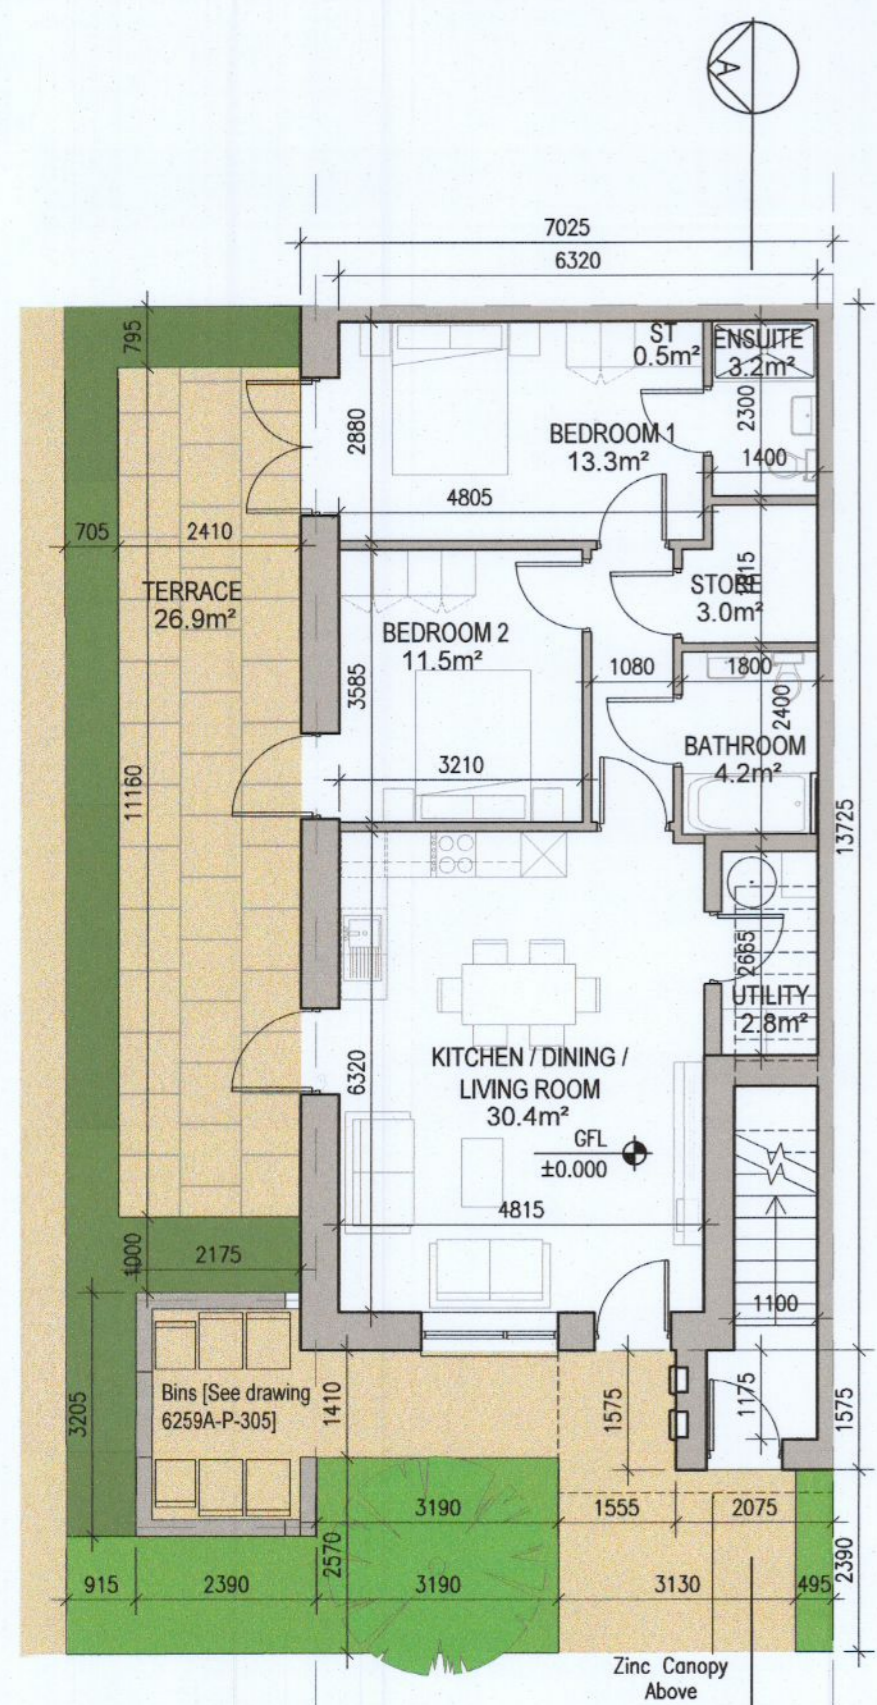 A
7025
6320
795
ST
0.5m²
ENSUITE
3.2m²
2880
2300
BEDROOM 1
13.3m²
1400
4805
705
2410
TERRACE
26.9m²
STORE
3.0m²
BEDROOM 2
11.5m²
3585
1080
1800
2400
BATHROOM
4.2m²
3210
11160
13725
2665
UTILITY
2.8m²
KITCHEN / DINING /
LIVING ROOM
30.4m²
6320
GFL
±0.000
4815
1000
2175
1100
Bins [See drawing
6259A-P-305]
3205
1410
1575
1175
1575
3190
1555
2075
2570
2390
915
2390
3190
3130
495
Zinc Canopy
Above